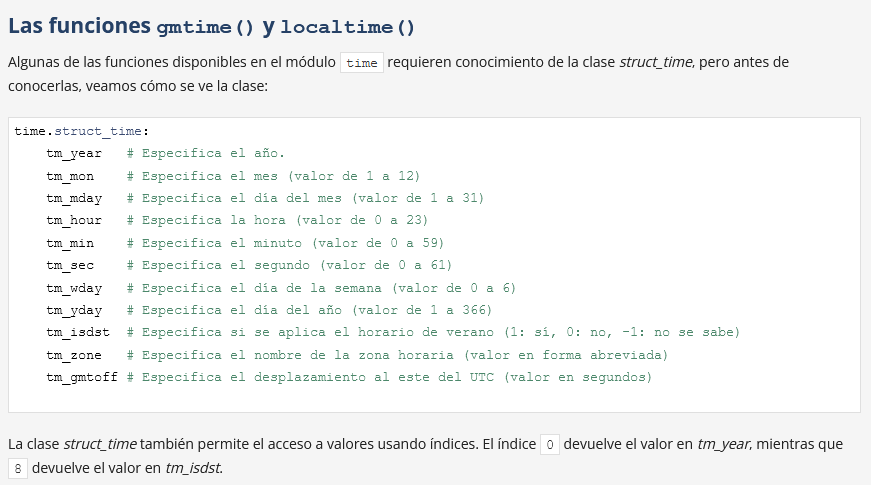 Las funciones gmtime() y localtime()
Algunas de las funciones disponibles en el módulo time requieren conocimiento de la clase struct_time, pero antes de
conocerlas, veamos cómo se ve la clase:
time.struct_time:
tm_year # Especifica el año.
tm_mon # Especifica el mes (valor de 1 a 12)
tm_mday # Especifica el día del mes (valor de 1 a 31)
tm_hour # Especifica la hora (valor de 0 a 23)
tm_min # Especifica el minuto (valor de 0 a 59)
tm_sec # Especifica el segundo (valor de 0 a 61)
tm_wday # Especifica el día de la semana (valor de 0 a 6)
tm_yday # Especifica el día del año (valor de 1 a 366)
tm_isdst # Especifica si se aplica el horario de verano (1: sí, 0: no, -1: no se sabe)
tm_zone # Especifica el nombre de la zona horaria (valor en forma abreviada)
tm_gmtoff # Especifica el desplazamiento al este del UTC (valor en segundos)
La clase struct_time también permite el acceso a valores usando índices. El índice 0 devuelve el valor en tm_year, mientras que
8 devuelve el valor en tm_isdst.